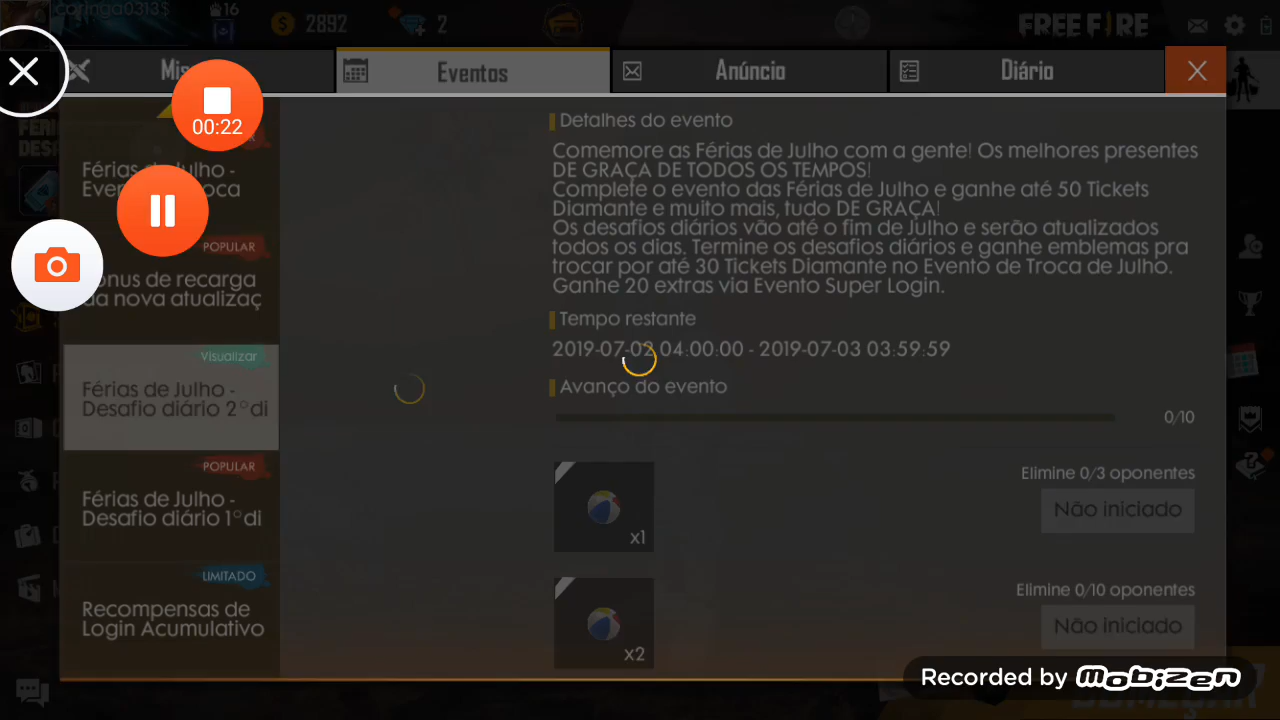 caringa0313$
16
2892
2
FREE FIRE
Eventos
Anúncio
Diário
00:22
Férias de Julho -
POPULAR
onus de recarga
da nova atualizaç
Visualizar
Férias de Julho -
Desafio diário 2°di
POPULAR
Férias de Julho -
Desafio diário 1°di
LIMITADO
Recompensas de
Login Acumulativo
Detalhes do evento
Comemore as Férias de Julho com a gente! Os melhores presentes
DE GRAÇA DE TODOS OS TEMPOS!
Complete o evento das Férias de Julho e ganhe até 50 Tickets
Diamante e muito mais, tudo DE GRAÇA!
Os desafios diários vão até o fim de Julho e serão atualizados
todos os dias. Termine os desafios diários e ganhe emblemas pra
trocar por até 30 Tickets Diamante no Evento de Troca de Julho.
Ganhe 20 extras via Evento Super Login.
Tempo restante
2019-07-02 04:00:00 - 2019-07-03 03:59:59
Avanço do evento
0/10
Elimine 0/3 oponentes
x1
Não iniciado
Elimine 0/10 oponentes
x2
Não iniciado
Recorded by mobizen